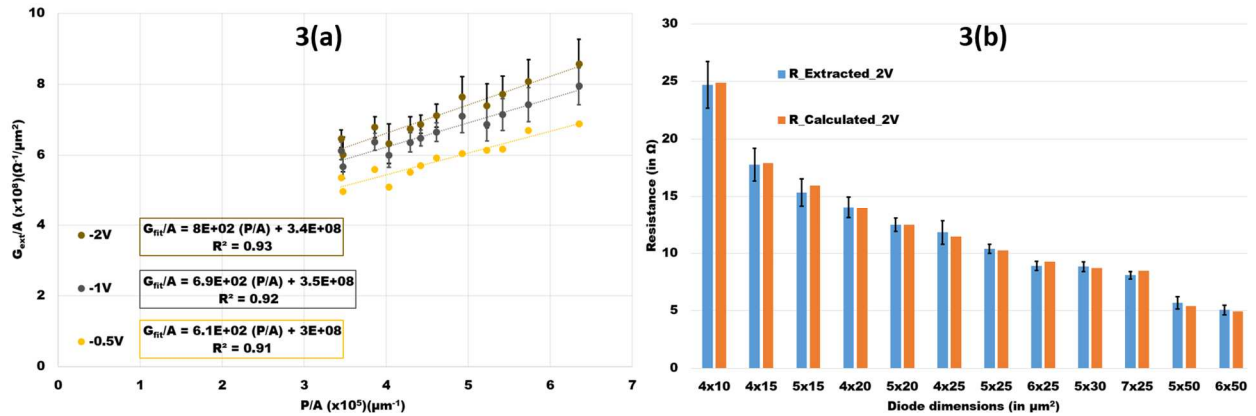 3(a)
10
8
6
4
2
0
G_ext/A (x10⁸)(Ω⁻¹/µm²)
-2V
G_fit/A = 8E+02 (P/A) + 3.4E+08
R² = 0.93
-1V
G_fit/A = 6.9E+02 (P/A) + 3.5E+08
R² = 0.92
-0.5V
G_fit/A = 6.1E+02 (P/A) + 3E+08
R² = 0.91
0 1 2 3 4 5 6 7
P/A (x10⁵)(µm⁻¹)
3(b)
30
25
20
15
10
5
0
Resistance (in Ω)
R_Extracted_2V
R_Calculated_2V
4x10 4x15 5x15 4x20 5x20 4x25 5x25 6x25 5x30 7x25 5x50 6x50
Diode dimensions (in µm²)